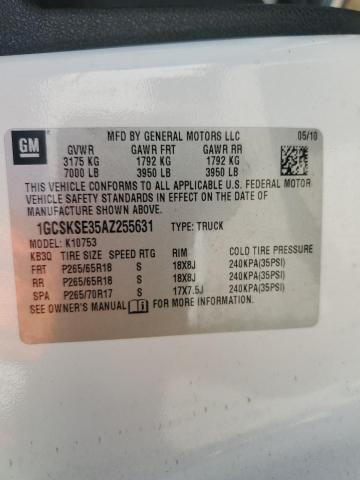 MFD BY GENERAL MOTORS LLC 05/10
GM
GVWR GAWR FRT GAWR RR
3175 KG 1792 KG 1792 KG
7000 LB 3950 LB 3950 LB
THIS VEHICLE CONFORMS TO ALL APPLICABLE U.S. FEDERAL MOTOR
VEHICLE SAFETY STANDARDS IN EFFECT ON THE DATE OF
MANUFACTURE SHOWN ABOVE.
1GCSKSE35AZ255631 TYPE: TRUCK
MODEL: K10753
KB3Q TIRE SIZE SPEED RTG RIM COLD TIRE PRESSURE
FRT P265/65R18 S 18X8J 240KPA(35PSI)
RR P265/65R18 S 18X8J 240KPA(35PSI)
SPA P265/70R17 S 17X7.5J 240KPA(35PSI)
SEE OWNER'S MANUAL FOR MORE INFORMATION.